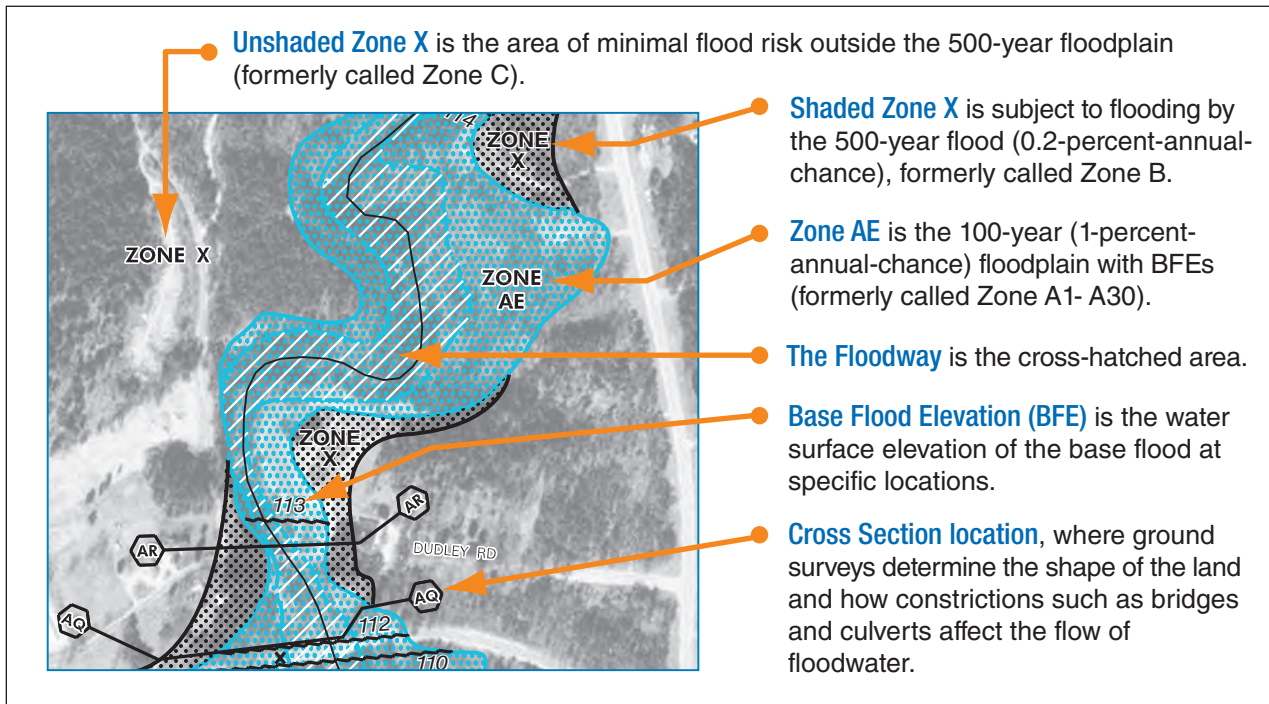 Unshaded Zone X is the area of minimal flood risk outside the 500-year floodplain
(formerly called Zone C).
Shaded Zone X is subject to flooding by
the 500-year flood (0.2-percent-annual-
chance), formerly called Zone B.
Zone AE is the 100-year (1-percent-
annual-chance) floodplain with BFEs
(formerly called Zone A1- A30).
The Floodway is the cross-hatched area.
Base Flood Elevation (BFE) is the water
surface elevation of the base flood at
specific locations.
Cross Section location, where ground
surveys determine the shape of the land
and how constrictions such as bridges
and culverts affect the flow of
floodwater.
114
ZONE
X
ZONE X
ZONE
AE
ZONE
X
113
AR
AR
DUDLEY RD
AQ
AQ
112
X
110